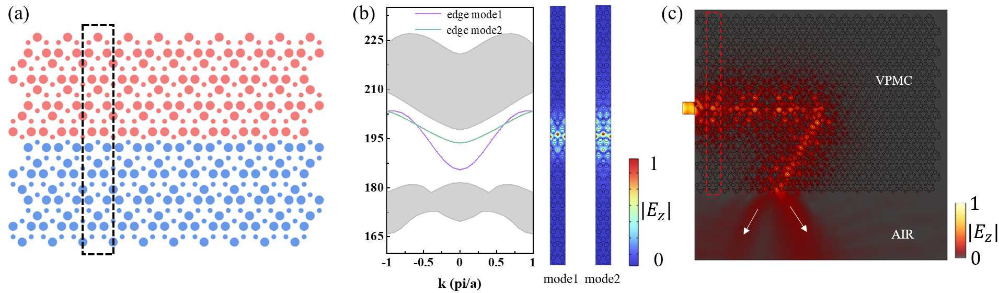 (a)
(b)
edge mode1
edge mode2
225
210
195
180
165
-1
-0.5
0
0.5
1
k (pi/a)
mode1
mode2
1
|E_z|
0
(c)
VPMC
AIR
1
|E_z|
0